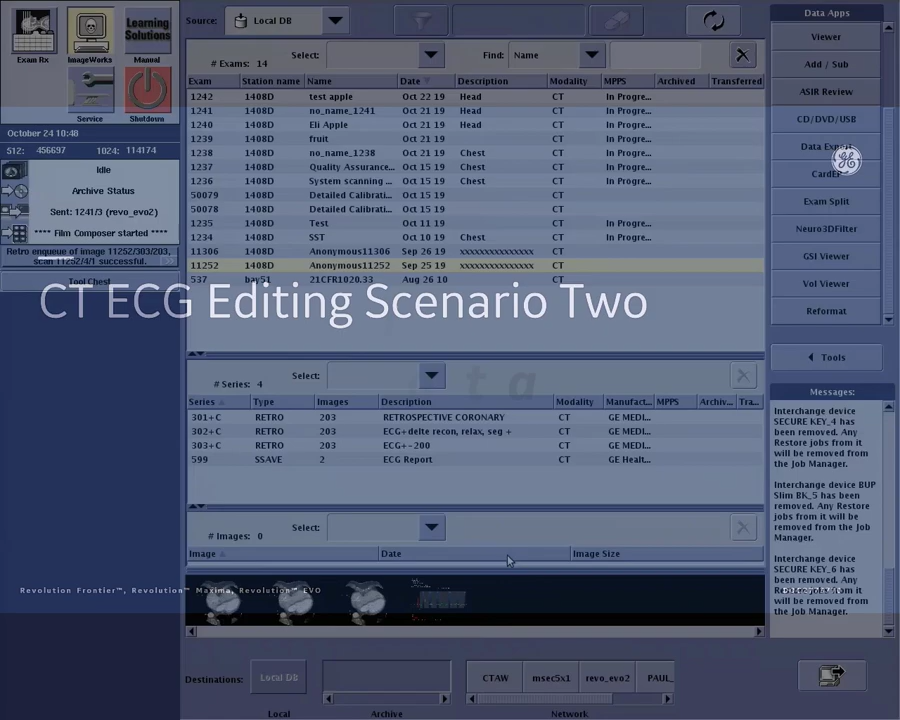 Exam Rx
ImageWorks
Learning
Solutions
Manual
Service
Shutdown
October 24 10:48
512: 456697 1024: 114174
Idle
Archive Status
Sent: 1241/3 (revo_evo2)
**** Film Composer started ****
Retro enqueue of image 11252/303/203,
scan 11252/4/1 successful.
Tool Chest
Source: Local DB
# Exams: 14 Select: Find: Name
Exam Station name Name Date Description Modality MPPS Archived Transferred
1242 1408D test apple Oct 22 19 Head CT In Progre...
1241 1408D no_name_1241 Oct 21 19 Head CT In Progre...
1240 1408D Eli Apple Oct 21 19 Head CT In Progre...
1239 1408D fruit Oct 21 19 CT In Progre...
1238 1408D no_name_1238 Oct 15 19 Chest CT In Progre...
1237 1408D Quality Assurance... Oct 15 19 CT In Progre...
1236 1408D System scanning ... Oct 15 19 Chest CT In Progre...
50079 1408D Detailed Calibrati... Oct 15 19 CT
50078 1408D Detailed Calibrati... Oct 15 19 CT
1235 1408D Test Oct 11 19 CT In Progre...
1234 1408D SST Oct 10 19 Chest CT In Progre...
11306 1408D Anonymous11306 Sep 26 19 xxxxxxxxxxxxxxx CT
11252 1408D Anonymous11252 Sep 25 19 xxxxxxxxxxxxxxx CT
537 bay51 21CFR1020.33 Aug 26 10 CT
CT ECG Editing Scenario Two
# Series: 4 Select:
Series Type Images Description Modality Manufact... MPPS Archiv... Tra...
301+C RETRO 203 RETROSPECTIVE CORONARY CT GE MEDI...
302+C RETRO 203 ECG+delte recon, relax, seg + CT GE MEDI...
303+C RETRO 203 ECG+-200 CT GE MEDI...
599 SSAVE 2 ECG Report CT GE Healt...
# Images: 0 Select:
Image Date Image Size
Revolution Frontier™, Revolution™ Maxima, Revolution™ EVO
Destinations: Local DB CTAW msec5x1 revo_evo2 PAUL_
Local Archive Network
Data Apps
Viewer
Add / Sub
ASIR Review
CD/DVD/USB
Exam Split
Neuro3DFilter
GSI Viewer
Vol Viewer
Reformat
Tools
Messages:
Interchange device
SECURE KEY_4 has
been removed. Any
Restore jobs from it
will be removed from
the Job Manager.
Interchange device BUP
Slim BK_5 has been
removed. Any Restore
jobs from it will be
removed from the Job
Manager.
Interchange device
SECURE KEY_6 has
been removed. Any
will be removed from
the Job Manager.